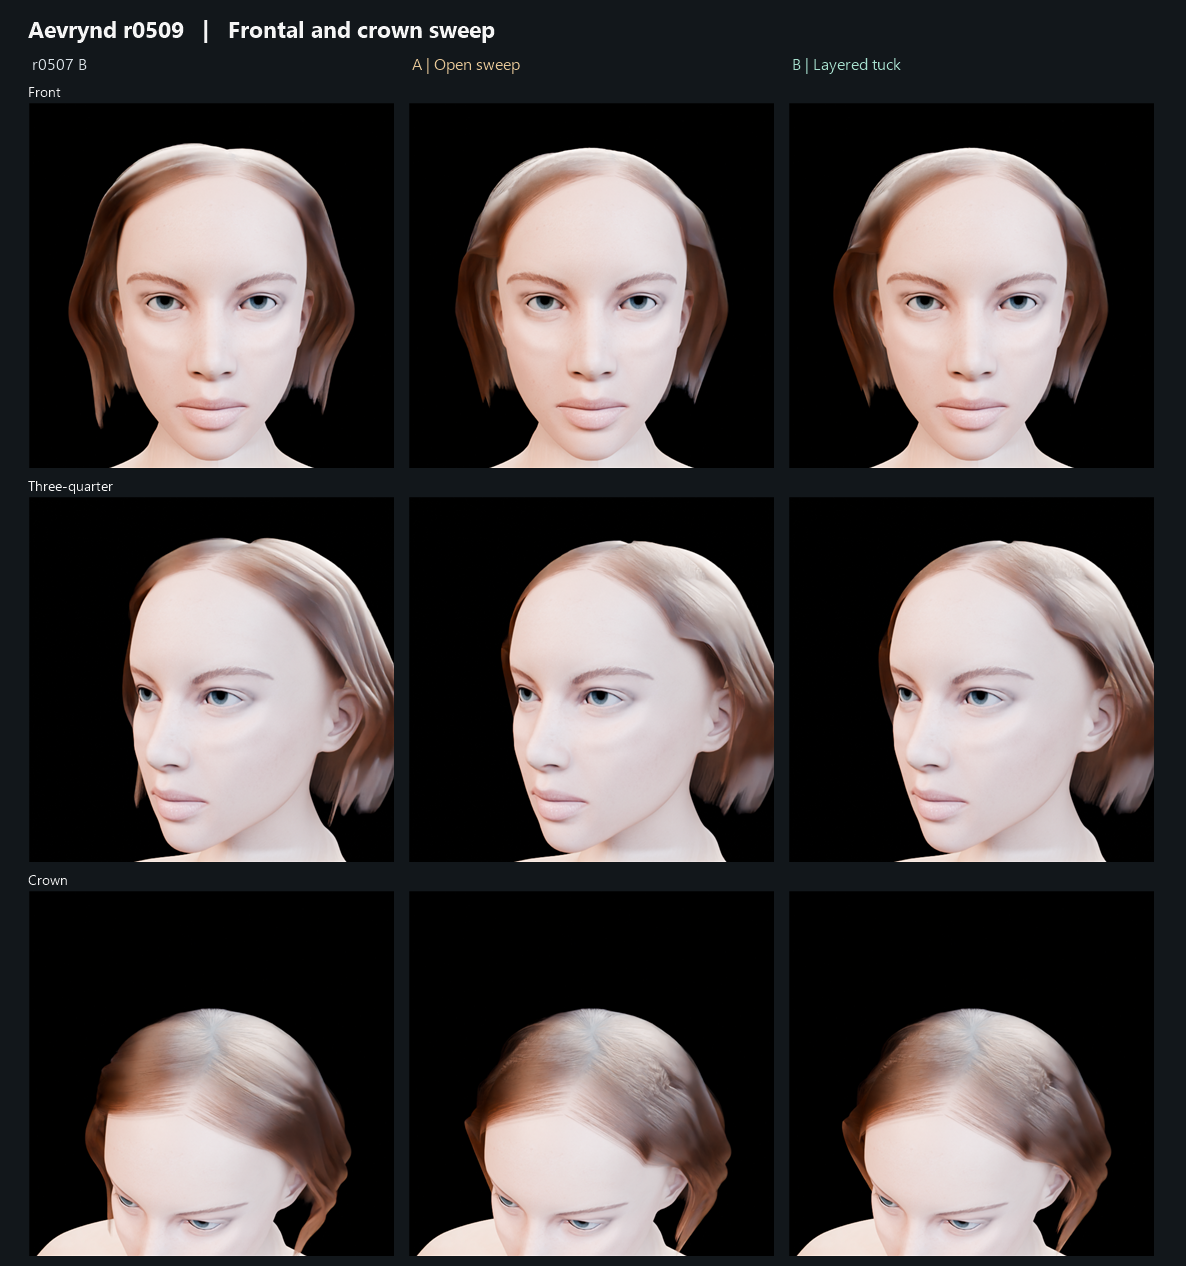 Aevrynd r0509 | Frontal and crown sweep
r0507 B
A | Open sweep
B | Layered tuck
Front
Three-quarter
Crown